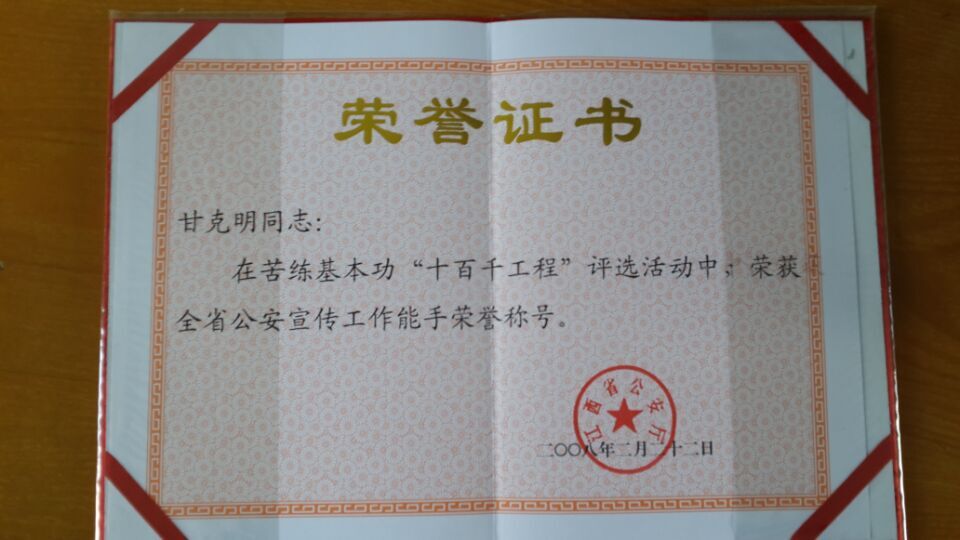 荣誉证书
甘克明同志:
在苦练基本功“十百千工程”评选活动中,荣获
全省公安宣传工作能手荣誉称号。
江西省公安厅
二〇〇八年二月二十二日